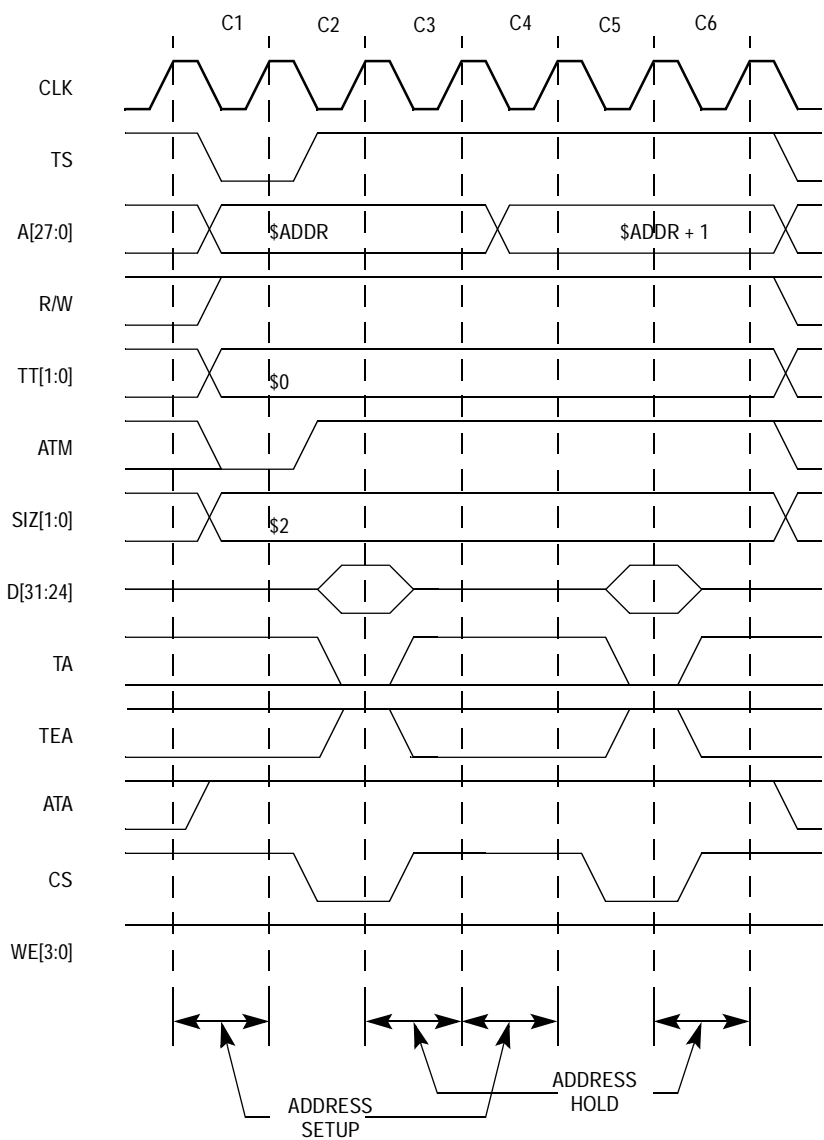 C1 C2 C3 C4 C5 C6
CLK
TS
A[27:0] $ADDR $ADDR + 1
R/W
TT[1:0] $0
ATM
SIZ[1:0] $2
D[31:24]
TA
TEA
ATA
CS
WE[3:0]
ADDRESS
SETUP
ADDRESS
HOLD